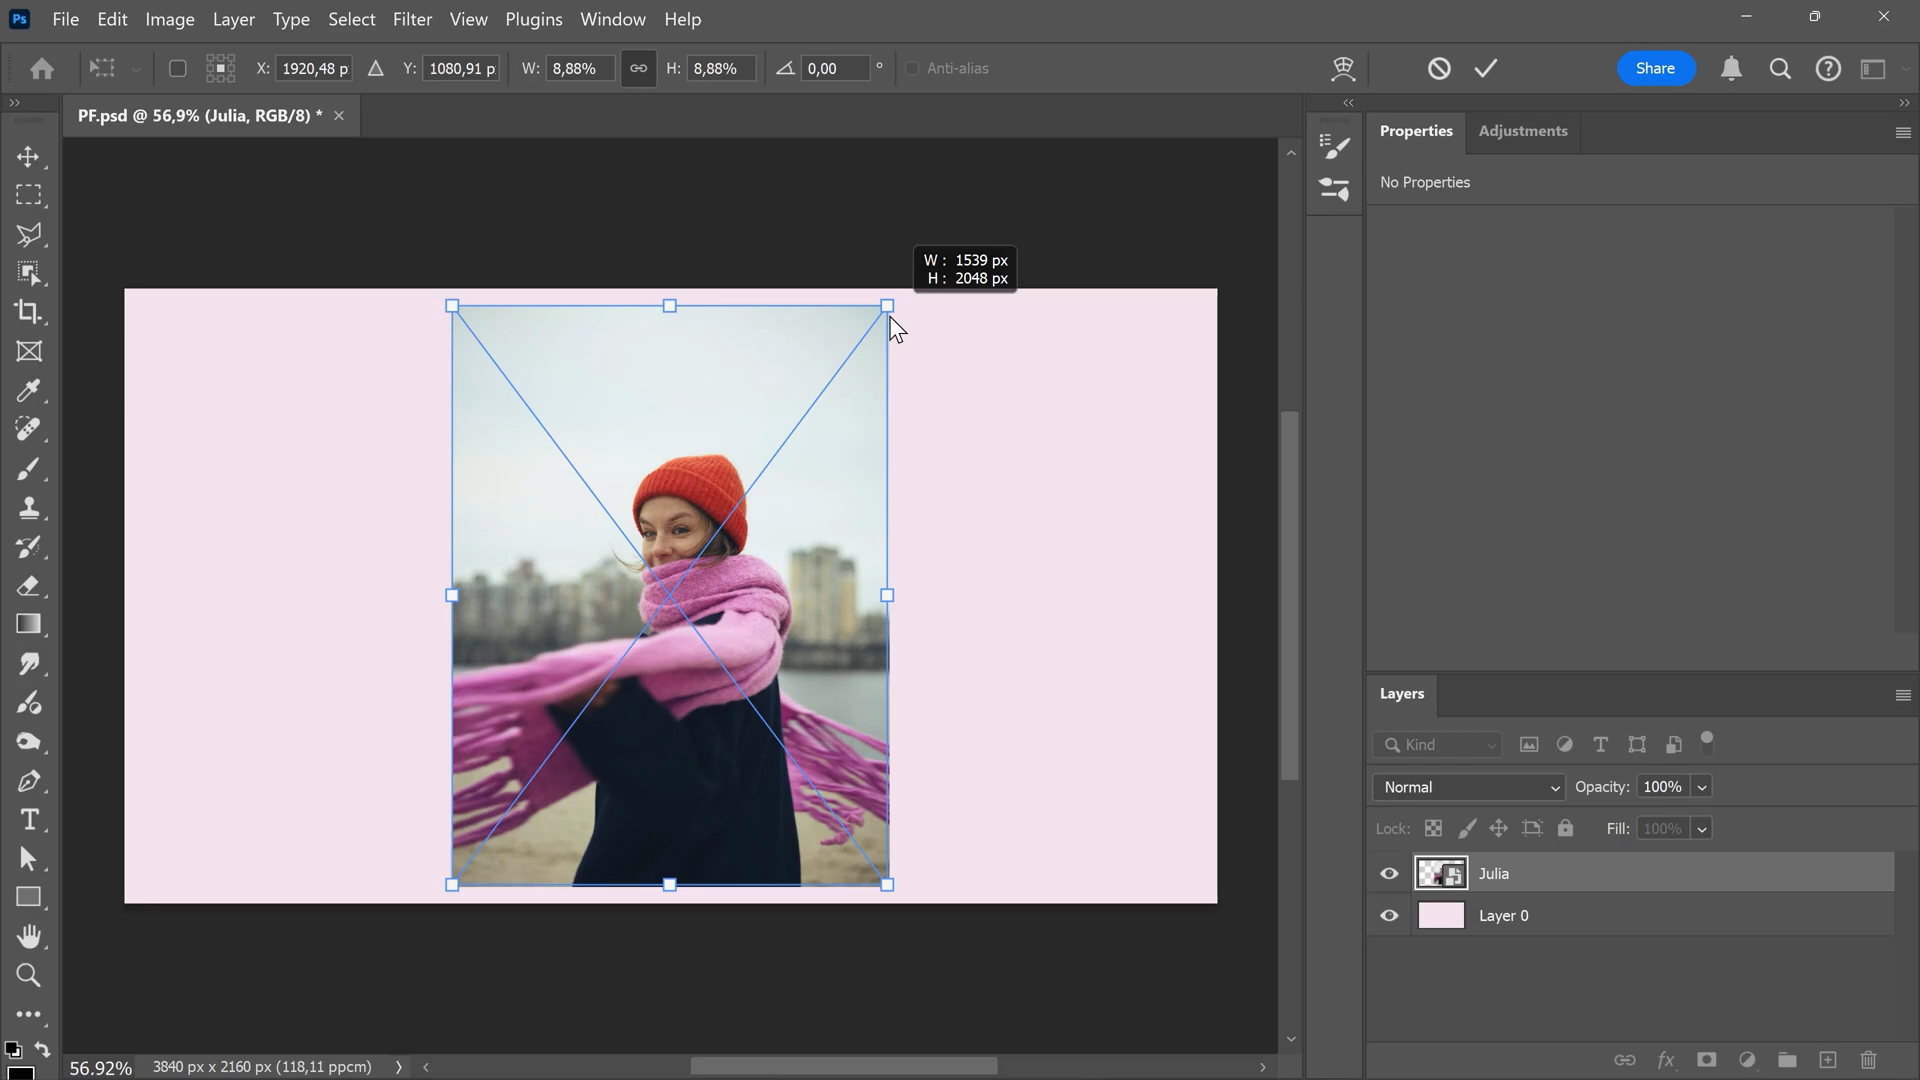 Ps File Edit Image Layer Type Select Filter View Plugins Window Help
X: 1920,48 p Y: 1080,91 p W: 8,88% H: 8,88% 0,00 ° Anti-alias Share
PF.psd @ 56,9% (Julia, RGB/8) *
Properties Adjustments
No Properties
W : 1539 px
H : 2048 px
Layers
Kind
Normal Opacity: 100%
Lock: Fill: 100%
Julia
Layer 0
56.92% 3840 px x 2160 px (118,11 ppcm)